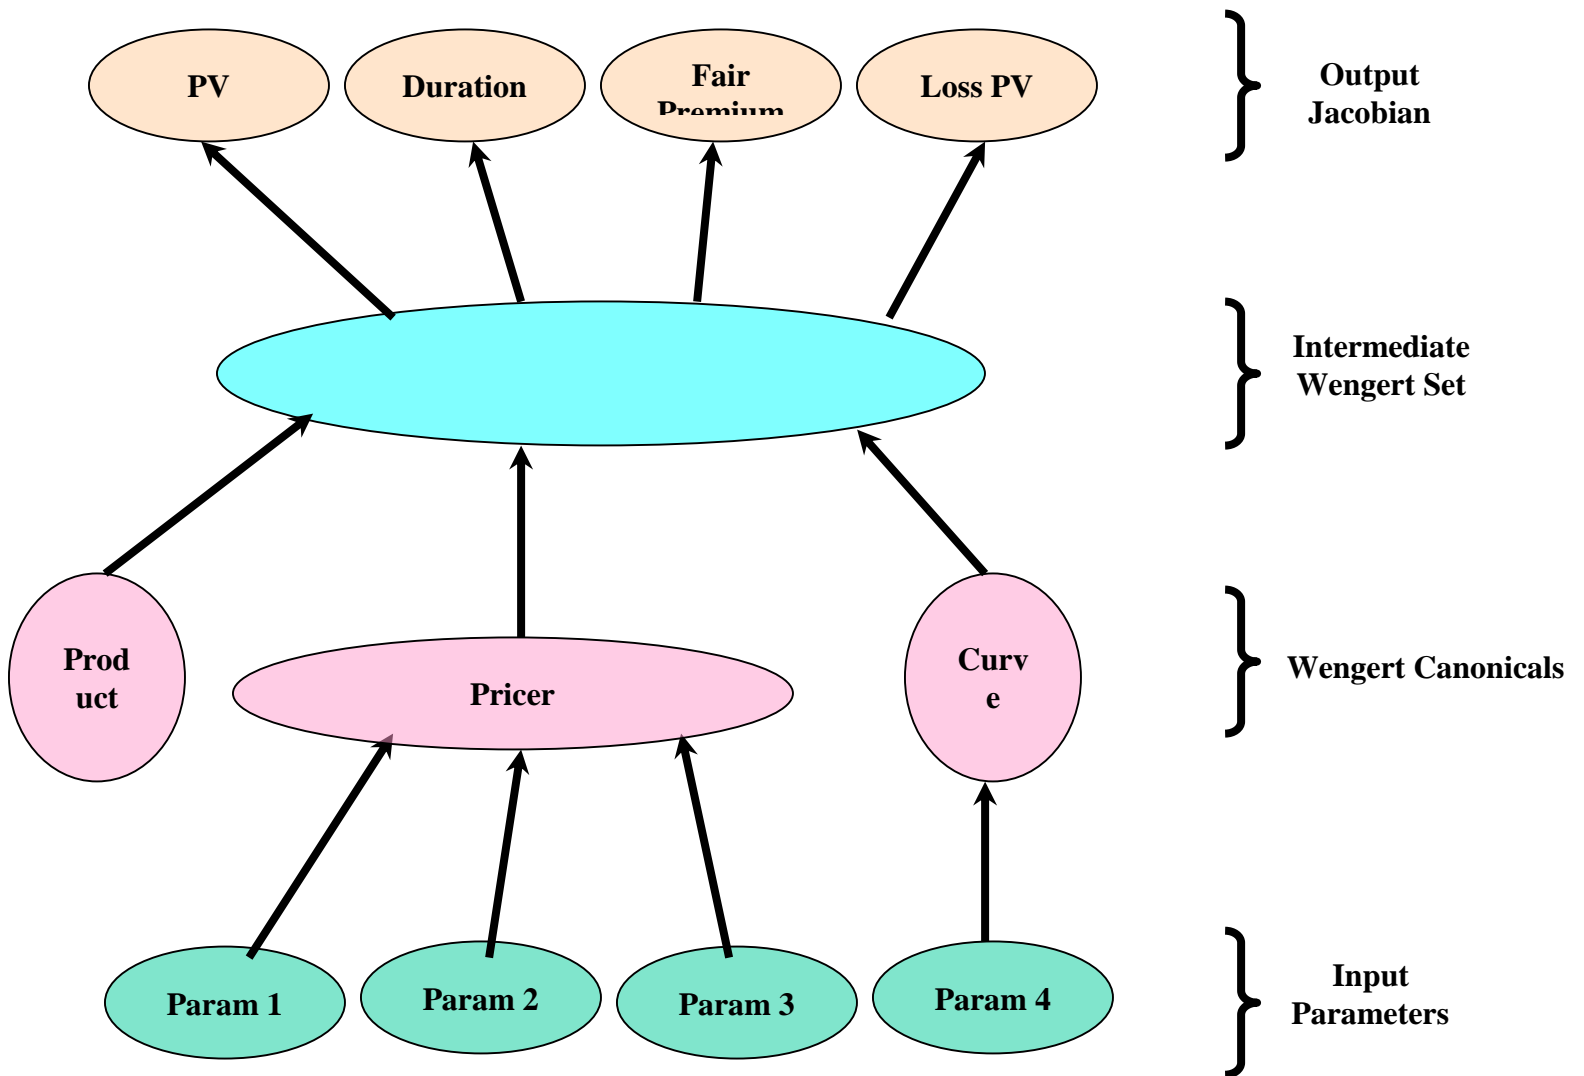 PV
Duration
Fair
Premium
Loss PV
Output
Jacobian
Intermediate
Wengert Set
Prod
uct
Pricer
Curv
e
Wengert Canonicals
Param 1
Param 2
Param 3
Param 4
Input
Parameters